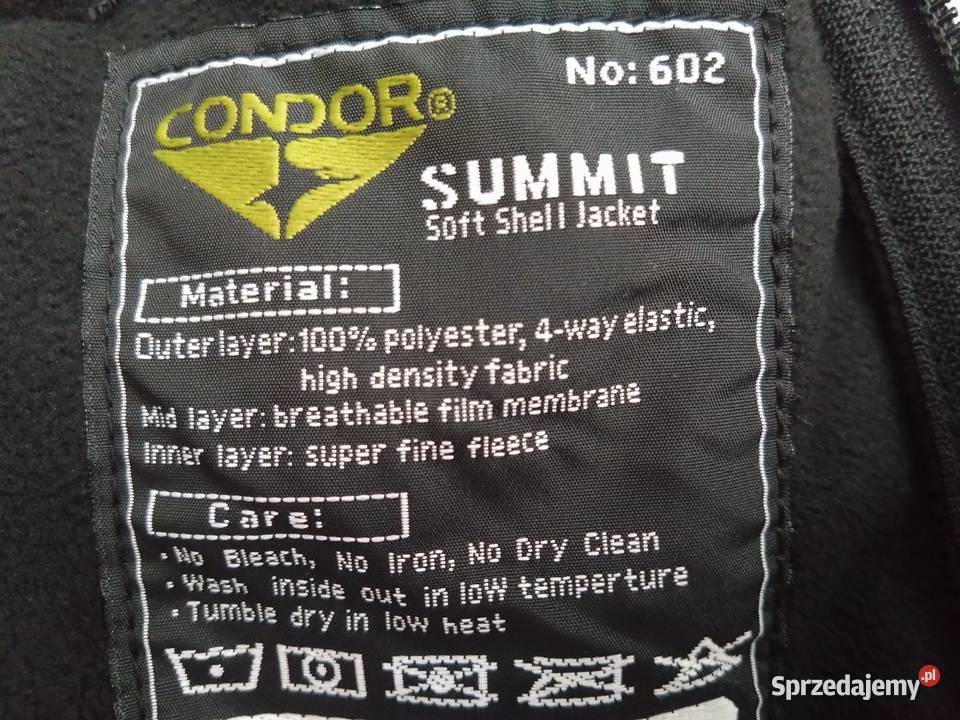 No: 602
CONDOR®
SUMMIT
Soft Shell Jacket
Material:
Outer layer: 100% polyester, 4-way elastic,
high density fabric
Mid layer: breathable film membrane
Inner layer: super fine fleece
Care:
• No Bleach, No Iron, No Dry Clean
• Wash inside out in loW temperture
• Tumble dry in low heat
Sprzedajemy.pl